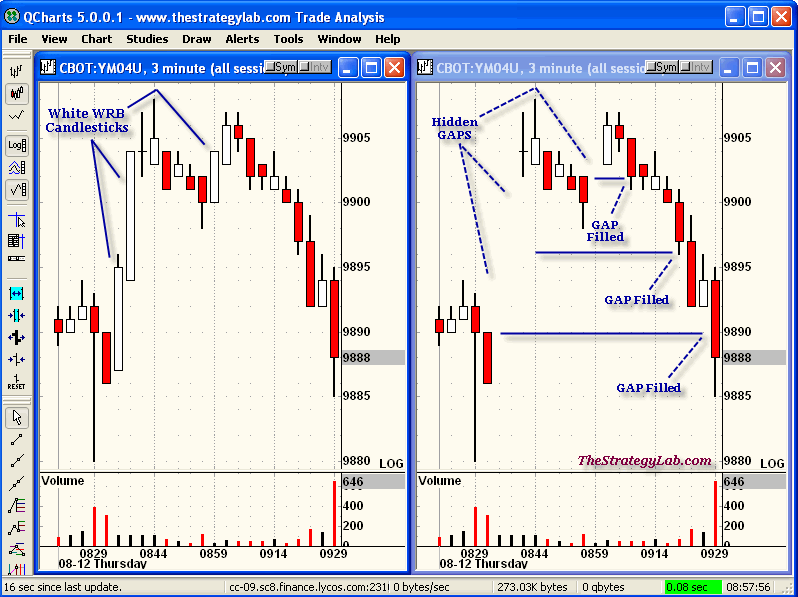 QCharts 5.0.0.1 - www.thestrategylab.com Trade Analysis
File View Chart Studies Draw Alerts Tools Window Help
CBOT:YM04U, 3 minute (all sessio
Sym
Intv
White WRB
Candlesticks
9905
9900
9895
9890
9888
9885
9880
LOG
Volume
646
400
200
0
0829 0844 0859 0914 0929
08-12 Thursday
CBOT:YM04U, 3 minute (all sessio
Sym
Intv
Hidden
GAPS
GAP
Filled
GAP Filled
GAP Filled
9905
9900
9895
9890
9888
9885
9880
TheStrategyLab.com
LOG
Volume
646
400
200
0
0829 0844 0859 0914 0929
08-12 Thursday
Log
RESET
16 sec since last update.
cc-09.sc8.finance.lycos.com:2310
0 bytes/sec
273.03K bytes
0 qbytes
0.08 sec
08:57:56